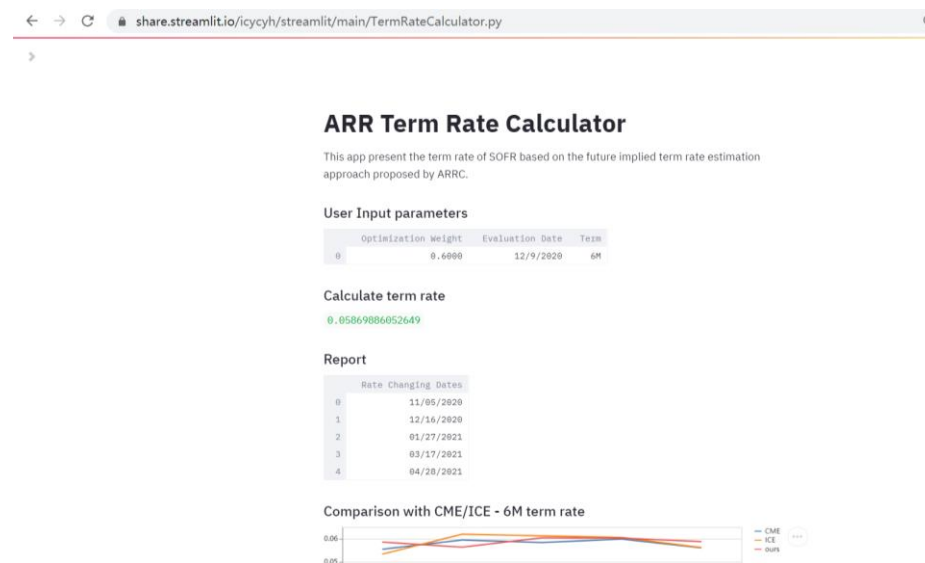 share.streamlit.io/icycyh/streamlit/main/TermRateCalculator.py
ARR Term Rate Calculator
This app present the term rate of SOFR based on the future implied term rate estimation
approach proposed by ARRC.
User Input parameters
Optimization Weight Evaluation Date Term
0 0.6000 12/9/2020 6M
Calculate term rate
0.05869886052649
Report
Rate Changing Dates
0 11/05/2020
1 12/16/2020
2 01/27/2021
3 03/17/2021
4 04/28/2021
Comparison with CME/ICE - 6M term rate
0.06
CME
ICE
ours
0.05